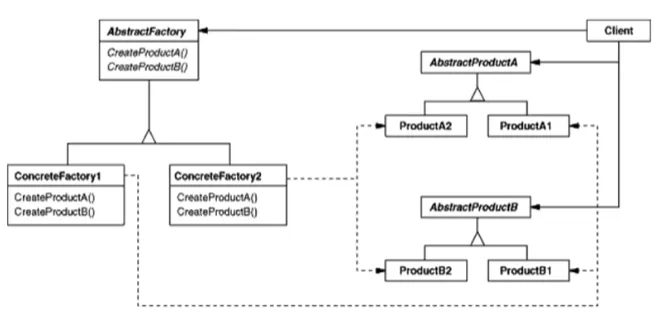 AbstractFactory
CreateProductA()
CreateProductB()
Client
AbstractProductA
ProductA2
ProductA1
ConcreteFactory1
CreateProductA()
CreateProductB()
ConcreteFactory2
CreateProductA()
CreateProductB()
AbstractProductB
ProductB2
ProductB1